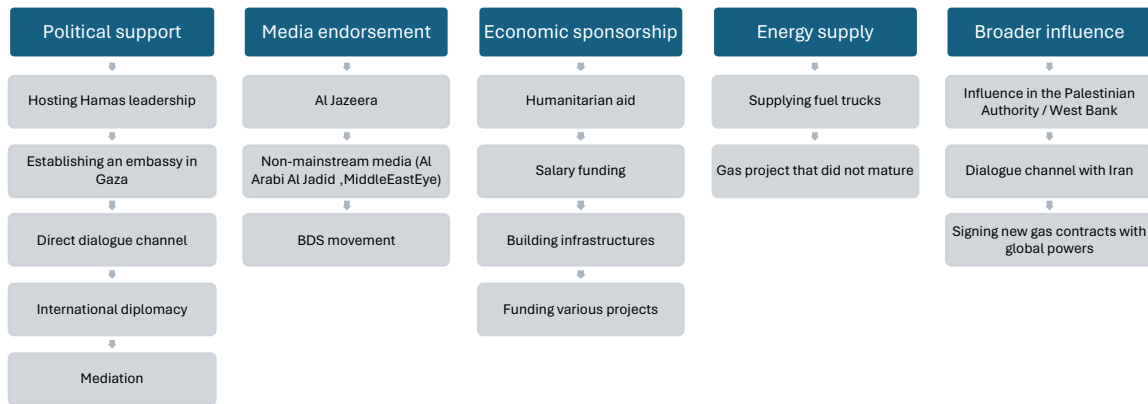 Political support
Hosting Hamas leadership
Establishing an embassy in
Gaza
Direct dialogue channel
International diplomacy
Mediation
Media endorsement
Al Jazeera
Non-mainstream media (Al
Arabi Al Jadid ,MiddleEastEye)
BDS movement
Economic sponsorship
Humanitarian aid
Salary funding
Building infrastructures
Funding various projects
Energy supply
Supplying fuel trucks
Gas project that did not mature
Broader influence
Influence in the Palestinian
Authority / West Bank
Dialogue channel with Iran
Signing new gas contracts with
global powers